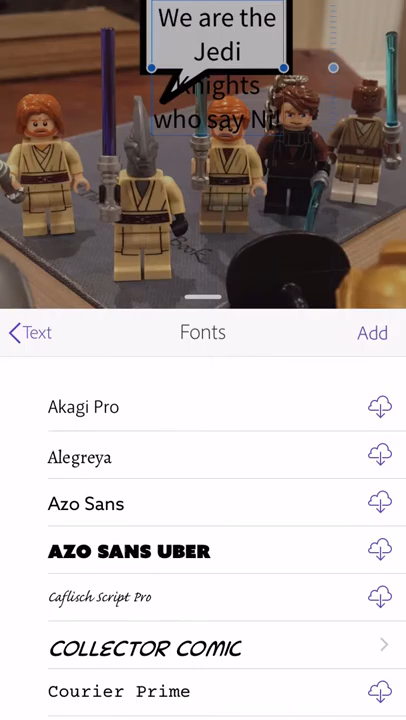 We are the
Jedi
Knights
who say Ni!
Text
Fonts
Add
Akagi Pro
Alegreya
Azo Sans
AZO SANS UBER
Caflisch Script Pro
COLLECTOR COMIC
Courier Prime